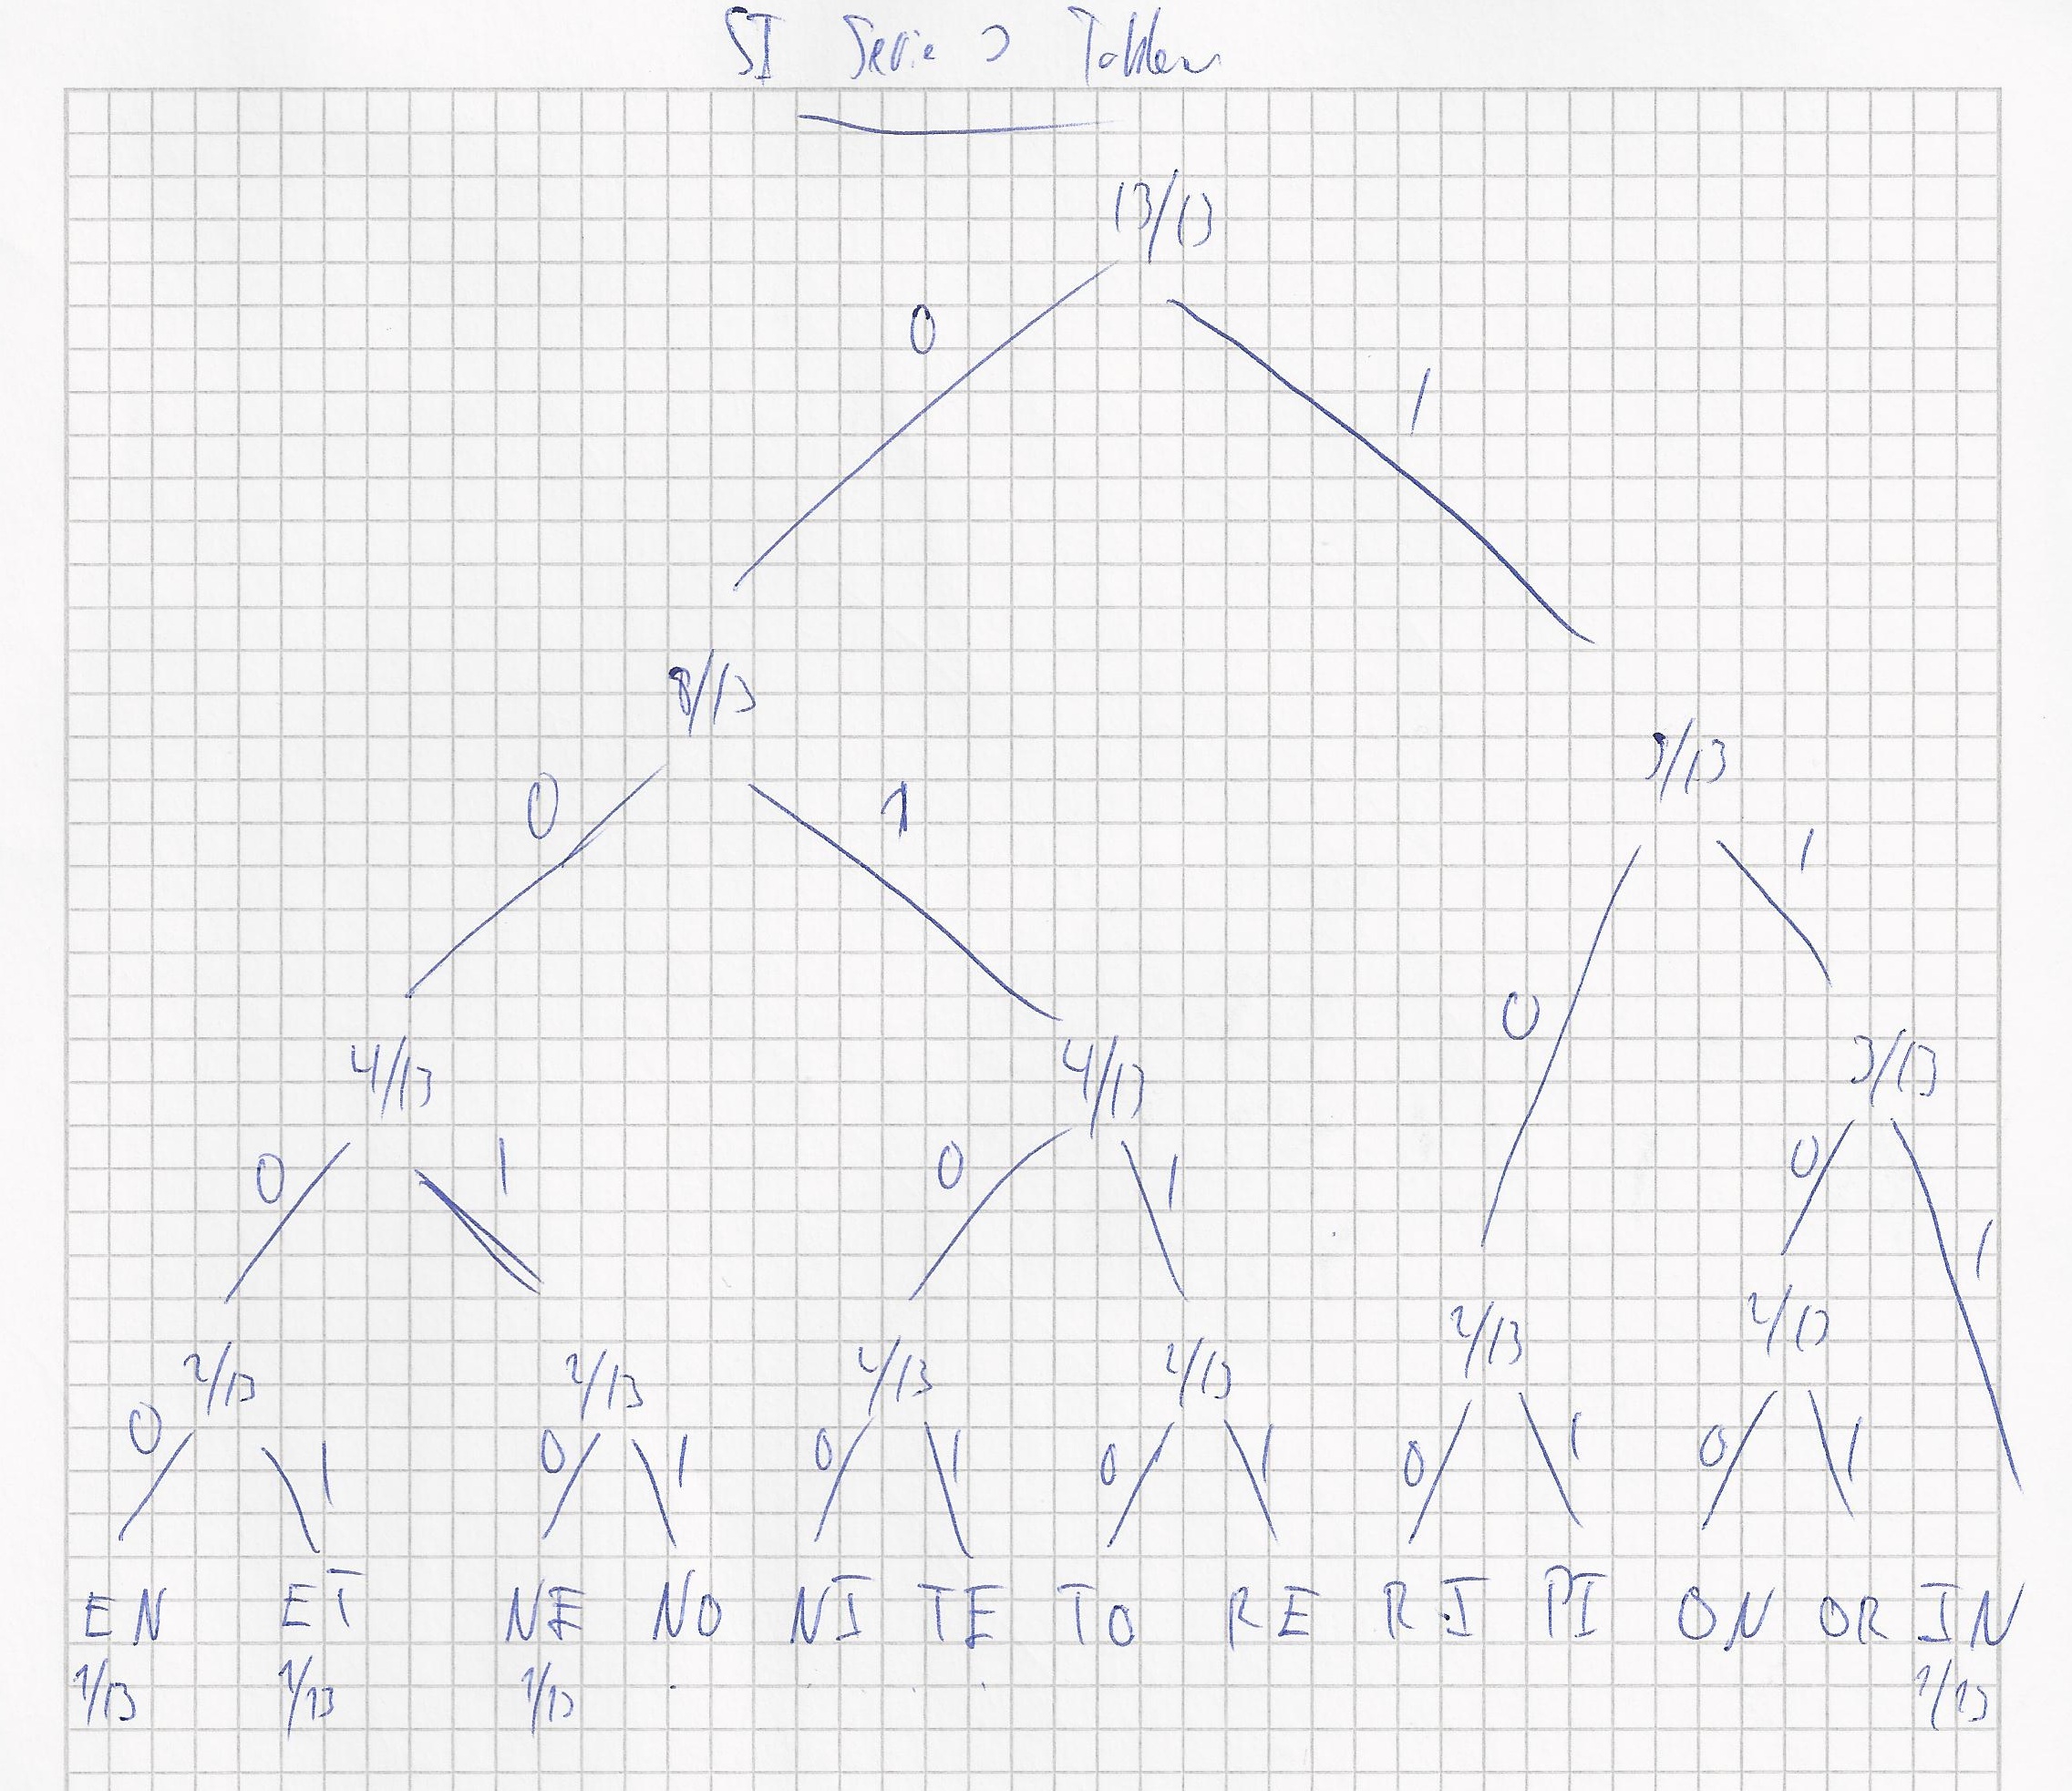 SI Serie
13/13
0 1
8/13
5/13
0 1 1
0
4/13 4/13 3/13
0 1 0 1 0 1
2/13 2/13 2/13 2/13 2/13 2/13
0 1 0 1 0 1 0 1 0 1 0 1
EN ET NE NO NI TE TO RE RI PI ON OR IN
1/13 1/13 1/13 . . . . 1/13